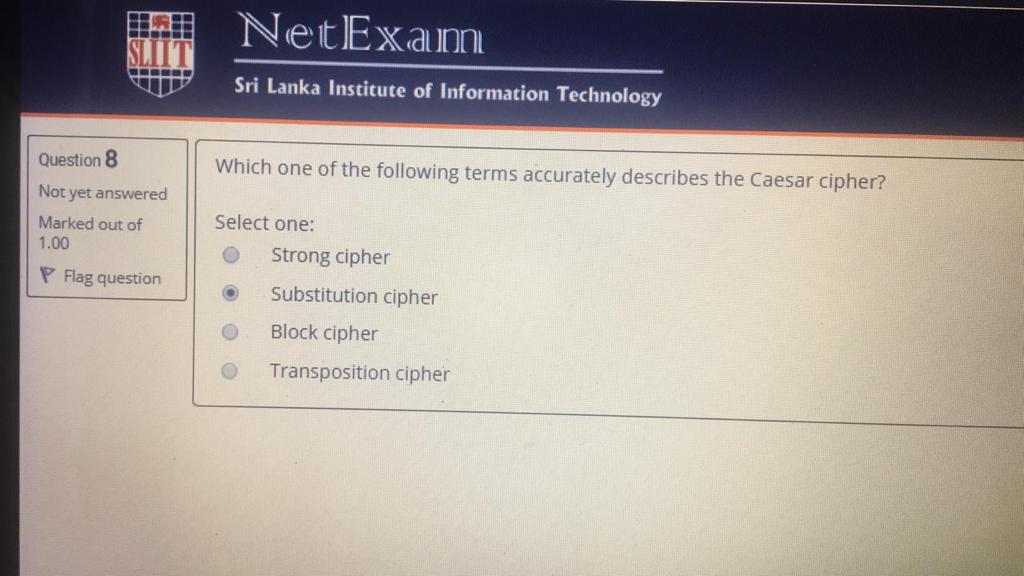 SLIIT
NetExam
Sri Lanka Institute of Information Technology
Question 8
Not yet answered
Marked out of
1.00
Flag question
Which one of the following terms accurately describes the Caesar cipher?
Select one:
Strong cipher
Substitution cipher
Block cipher
Transposition cipher